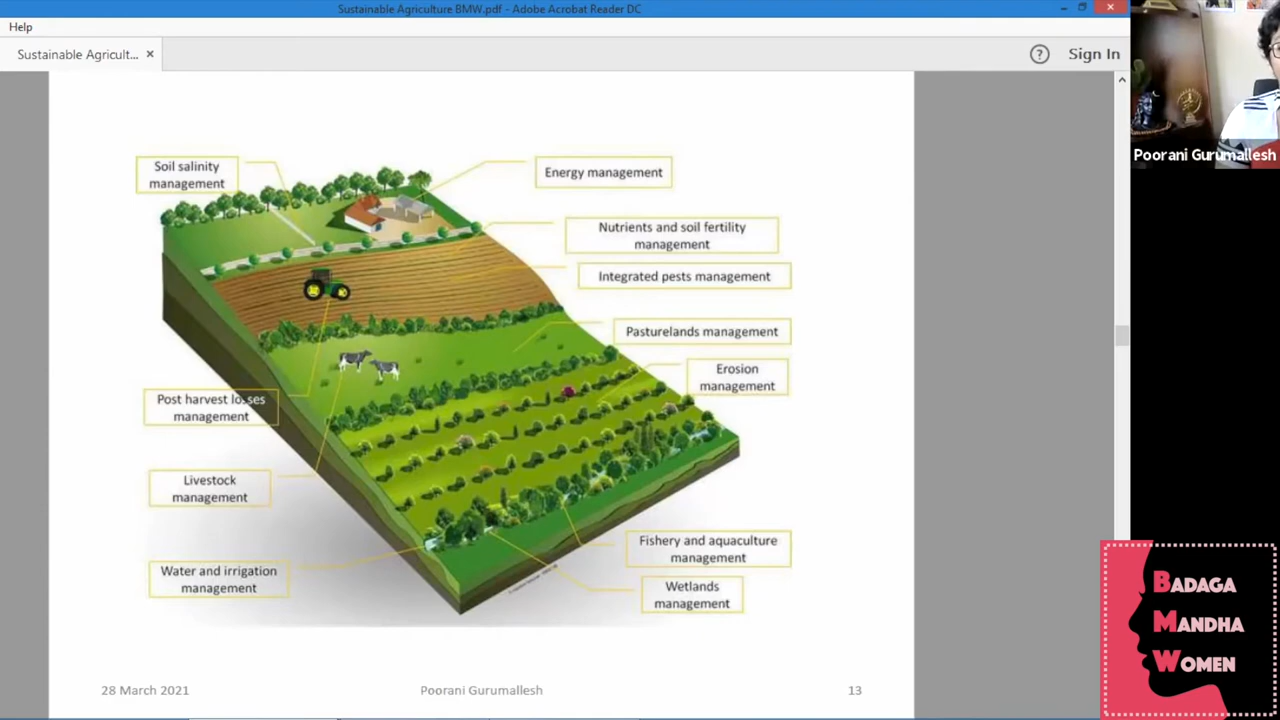 Sustainable Agriculture BMW.pdf - Adobe Acrobat Reader DC
Help
Sustainable Agricult...
Sign In
Poorani Gurumallesh
Soil salinity
management
Energy management
Nutrients and soil fertility
management
Integrated pests management
Pasturelands management
Erosion
management
Post harvest losses
management
Livestock
management
Fishery and aquaculture
management
Water and irrigation
management
Wetlands
management
28 March 2021
Poorani Gurumallesh
13
BADAGA
MANDHA
WOMEN